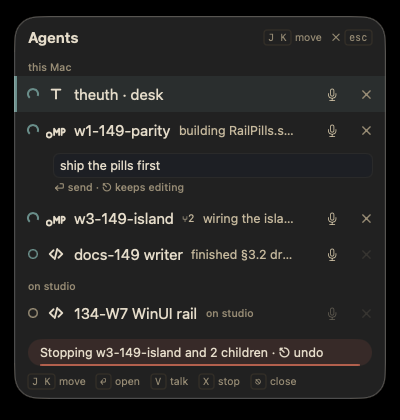 Agents J K move × esc
this Mac
T theuth · desk ×
oMP w1-149-parity building RailPills.s... ×
ship the pills first
↩ send · ⎋ keeps editing
oMP w3-149-island ⑂2 wiring the isla... ×
</> docs-149 writer finished §3.2 dr... ×
on studio
</> 134-W7 WinUI rail on studio ×
Stopping w3-149-island and 2 children · ⎋ undo
J K move ↩ open V talk X stop ⎋ close